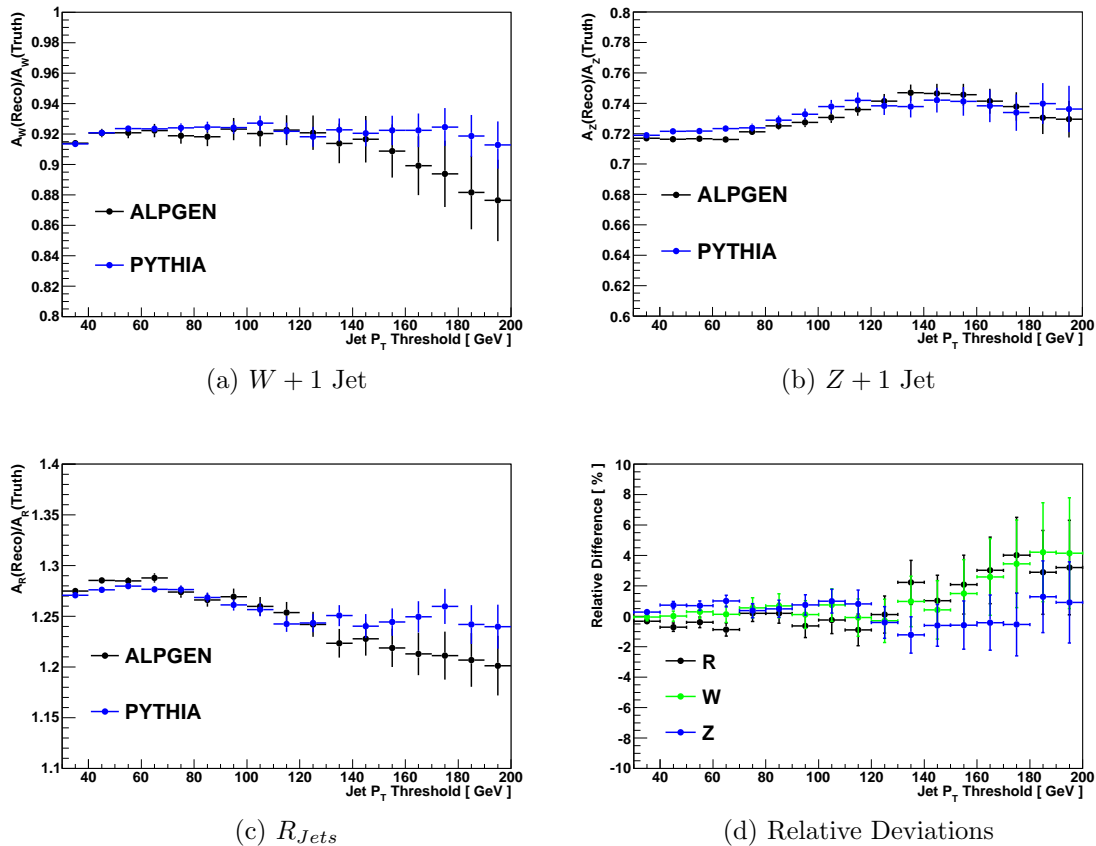 A_W(Reco)/A_W(Truth)
1
0.98
0.96
0.94
0.92
0.9
0.88
0.86
0.84
0.82
0.8
ALPGEN
PYTHIA
40 60 80 100 120 140 160 180 200
Jet P_T Threshold [ GeV ]
(a) W + 1 Jet
A_Z(Reco)/A_Z(Truth)
0.8
0.78
0.76
0.74
0.72
0.7
0.68
0.66
0.64
0.62
0.6
ALPGEN
PYTHIA
40 60 80 100 120 140 160 180 200
Jet P_T Threshold [ GeV ]
(b) Z + 1 Jet
A_R(Reco)/A_R(Truth)
1.4
1.35
1.3
1.25
1.2
1.15
1.1
ALPGEN
PYTHIA
40 60 80 100 120 140 160 180 200
Jet P_T Threshold [ GeV ]
(c) R_Jets
Relative Difference [ % ]
10
8
6
4
2
0
-2
-4
-6
-8
-10
R
W
Z
40 60 80 100 120 140 160 180 200
Jet P_T Threshold [ GeV ]
(d) Relative Deviations